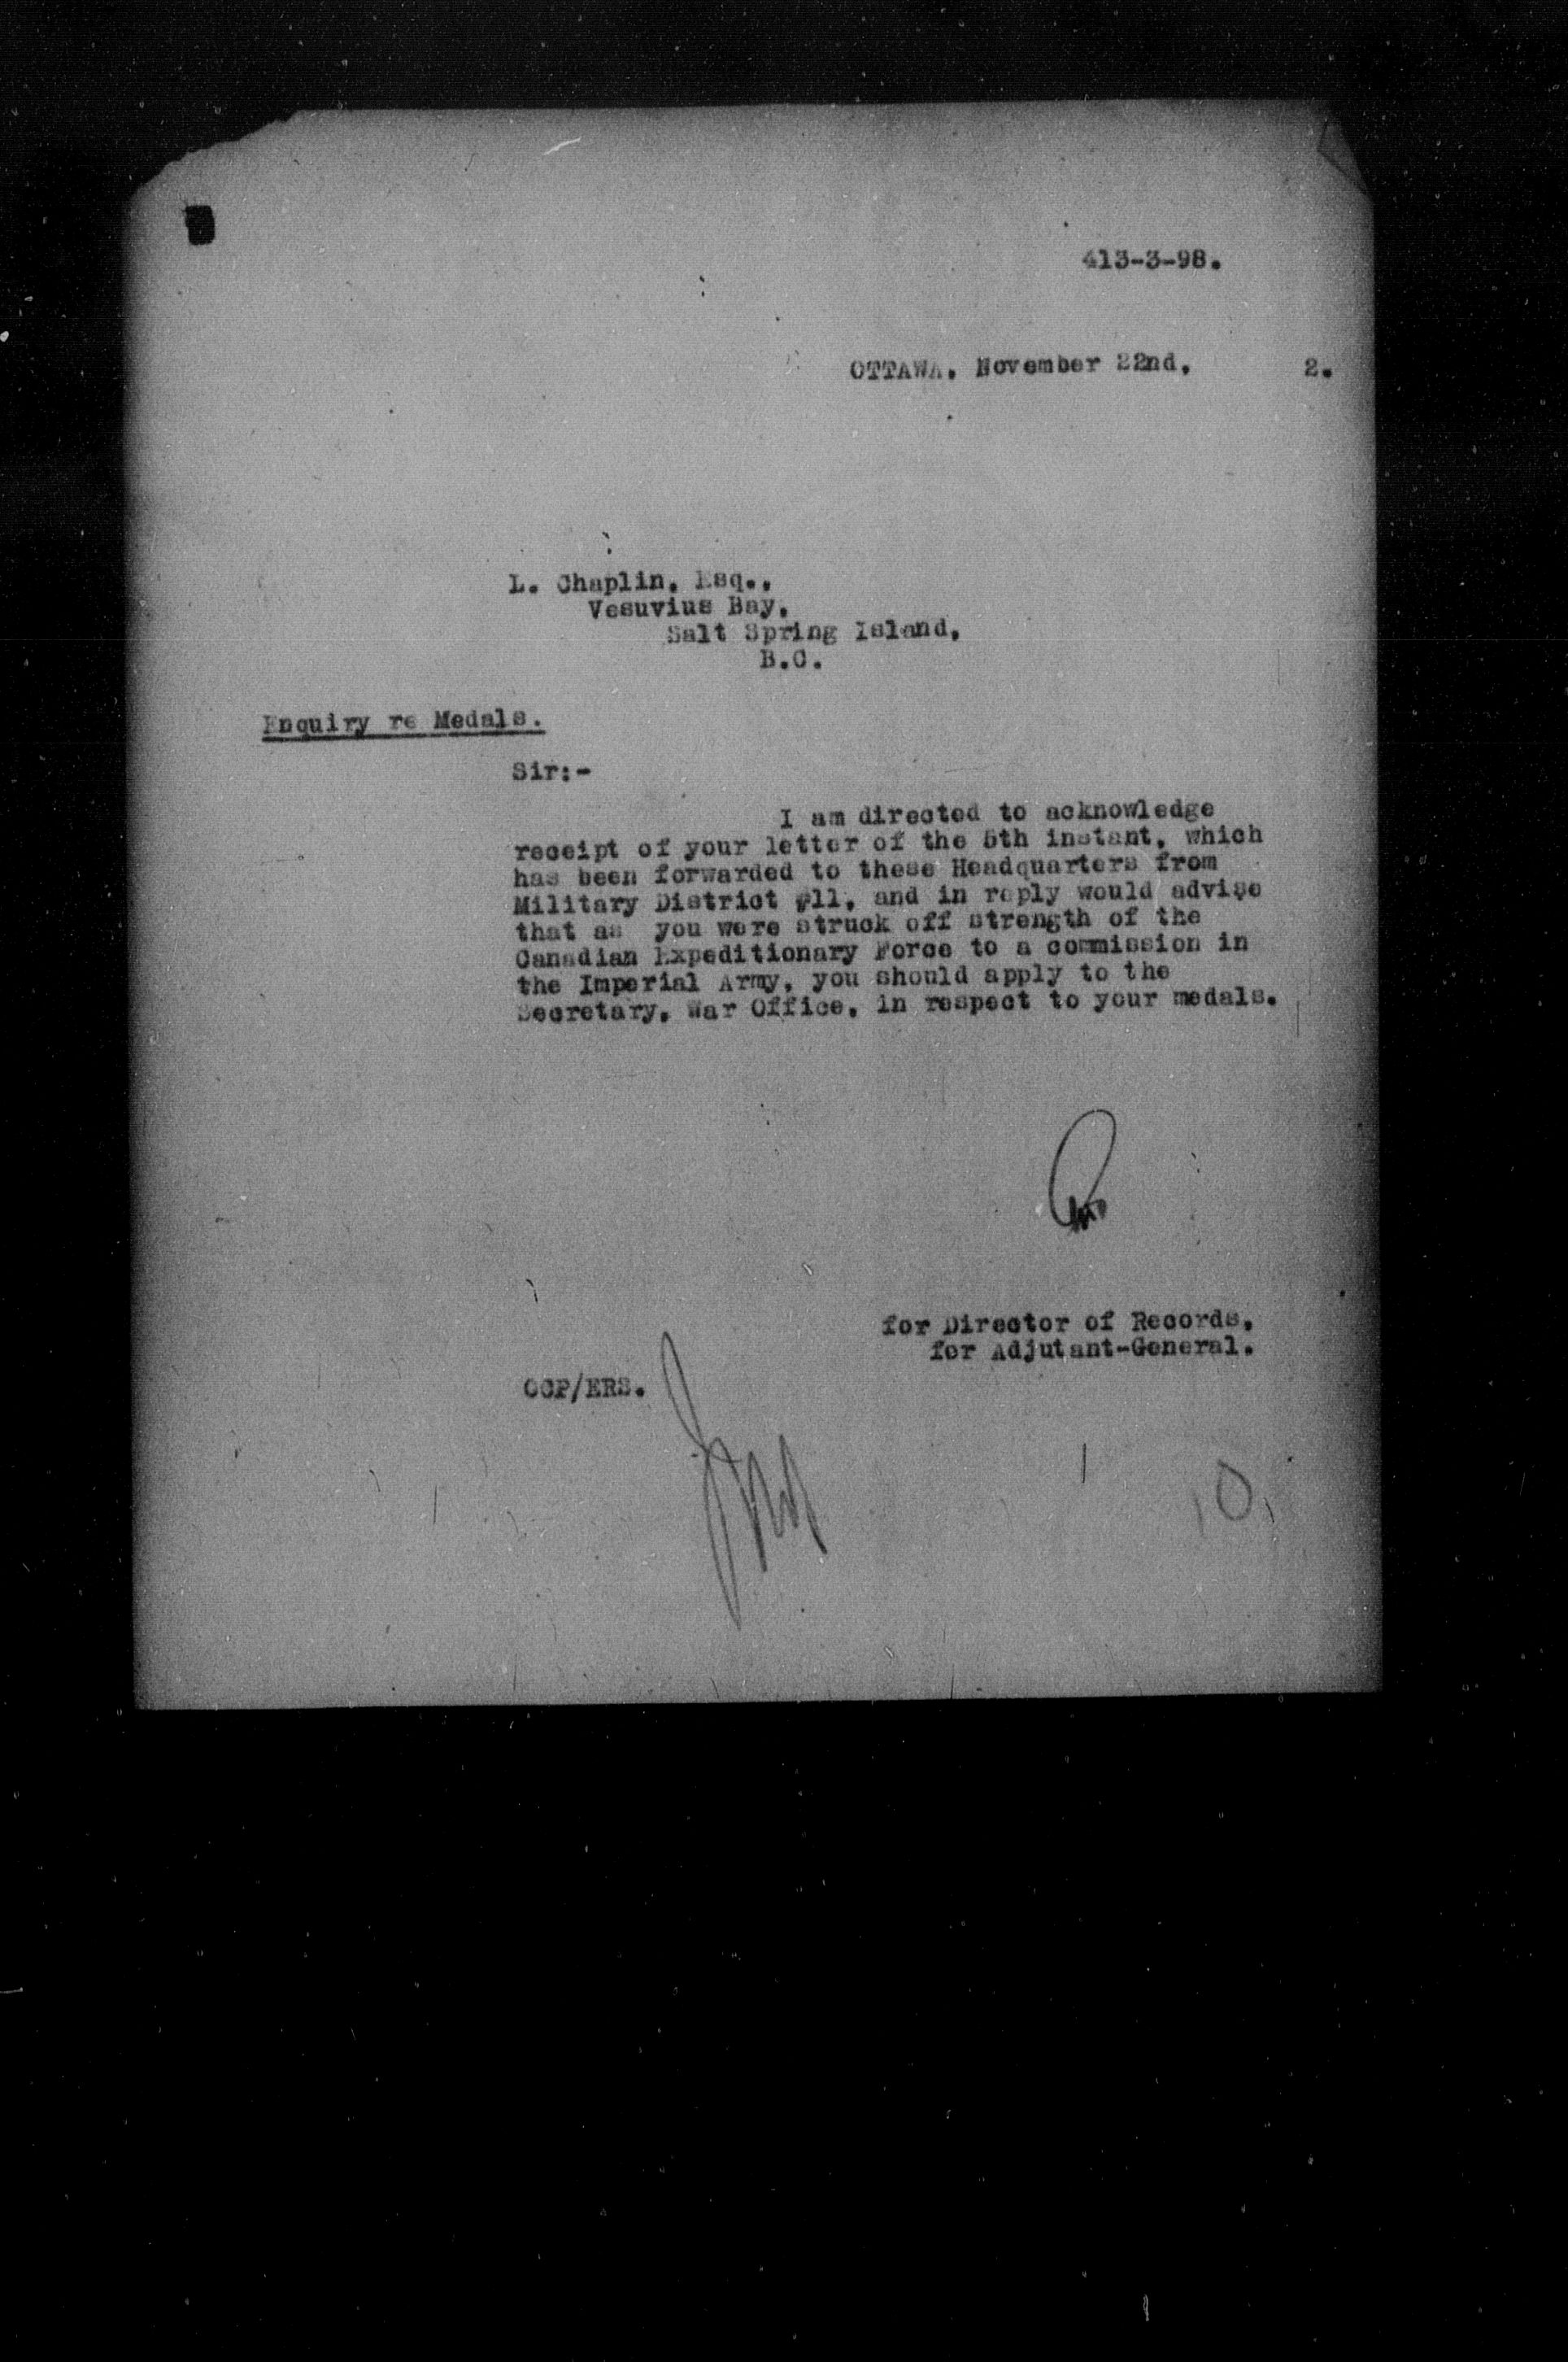 413-3-98.
OTTAWA. November 22nd, 2.
L. Chaplin, Esq.,
Vesuvius Bay,
Salt Spring Island,
B.C.
Enquiry re Medals.
Sir:-
I am directed to acknowledge
receipt of your letter of the 5th instant, which
has been forwarded to these Headquarters from
Military District #11, and in reply would advise
that as you were struck off strength of the
Canadian Expeditionary Force to a commission in
the Imperial Army, you should apply to the
Secretary, War Office, in respect to your medals.
for Director of Records,
for Adjutant-General.
CCP/ERS.